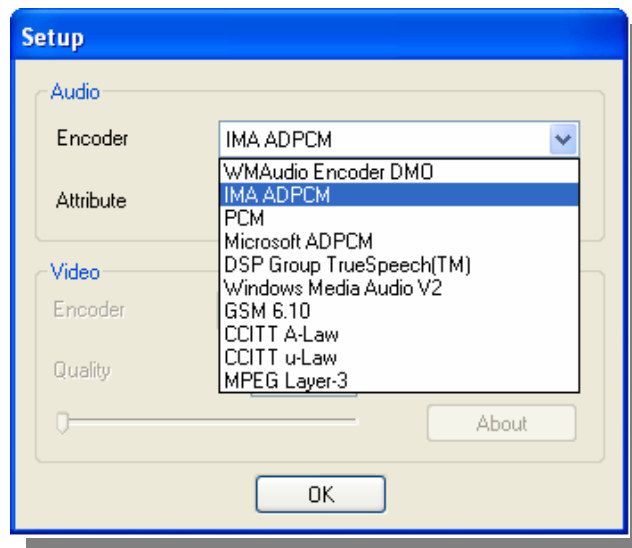 Setup
Audio
Encoder IMA ADPCM
WMAudio Encoder DMO
IMA ADPCM
Attribute
PCM
Microsoft ADPCM
DSP Group TrueSpeech(TM)
Video
Windows Media Audio V2
Encoder
GSM 6.10
CCITT A-Law
CCITT u-Law
Quality
MPEG Layer-3
About
OK